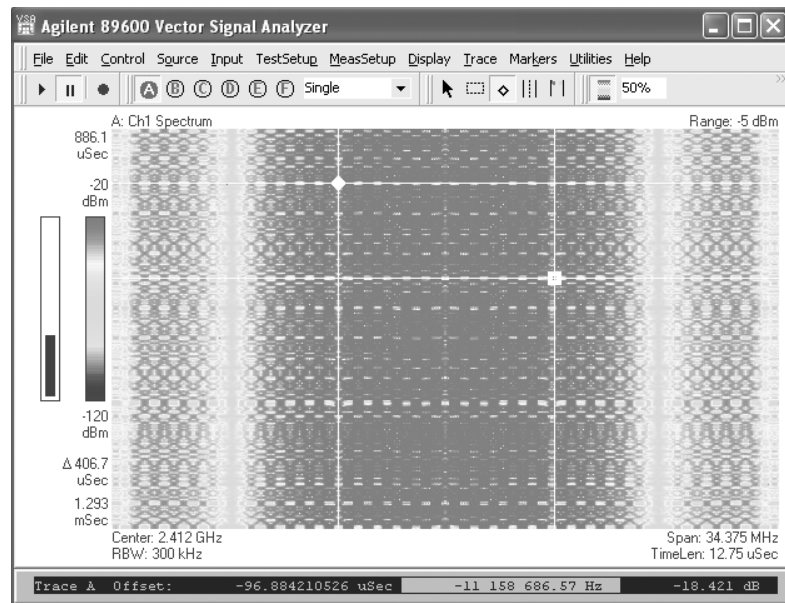 VSA
Agilent 89600 Vector Signal Analyzer
File Edit Control Source Input TestSetup MeasSetup Display Trace Markers Utilities Help
A B C D E F Single 50%
A: Ch1 Spectrum Range: -5 dBm
886.1
uSec
-20
dBm
-120
dBm
Δ 406.7
uSec
1.293
mSec
Center: 2.412 GHz Span: 34.375 MHz
RBW: 300 kHz TimeLen: 12.75 uSec
Trace A Offset: -96.884210526 uSec -11 158 686.57 Hz -18.421 dB